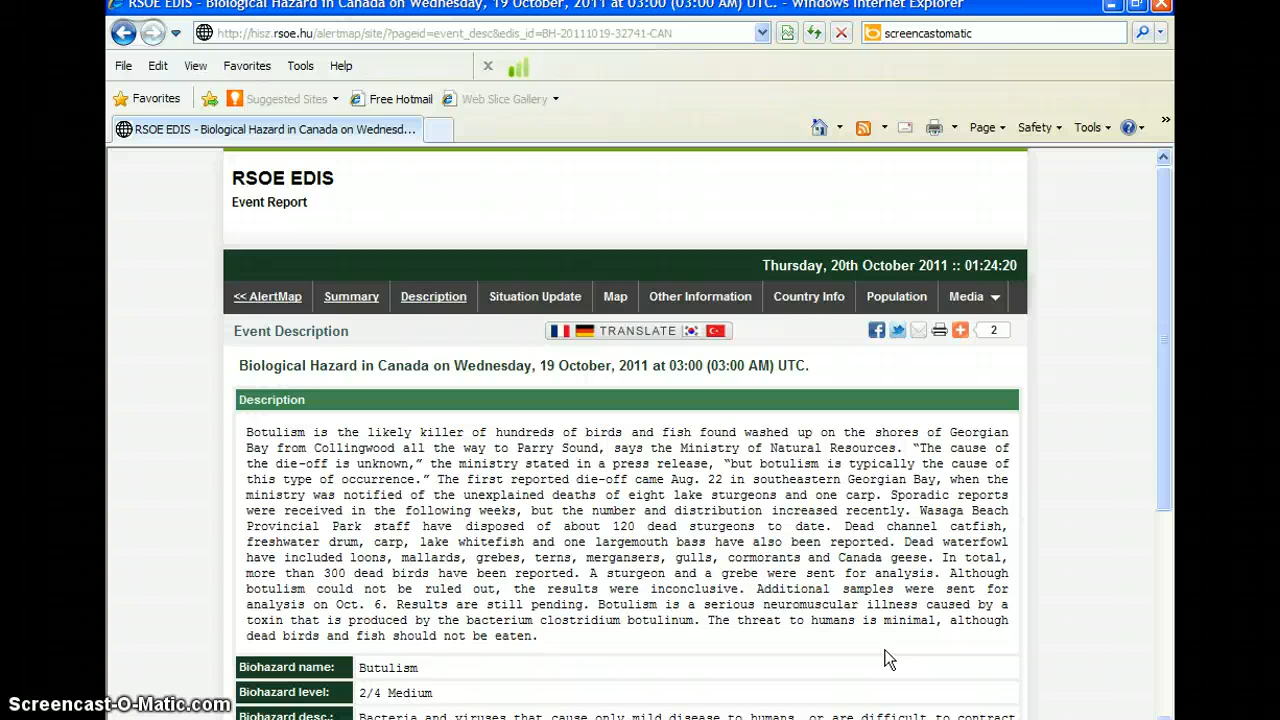 RSOE EDIS - Biological Hazard in Canada on Wednesday, 19 October, 2011 at 03:00 (03:00 AM) UTC. - Windows Internet Explorer
http://hisz.rsoe.hu/alertmap/site/?pageid=event_desc&edis_id=BH-20111019-32741-CAN screencastomatic
File Edit View Favorites Tools Help
Favorites Suggested Sites Free Hotmail Web Slice Gallery
RSOE EDIS - Biological Hazard in Canada on Wednesd... Page Safety Tools
RSOE EDIS
Event Report
Thursday, 20th October 2011 :: 01:24:20
<< AlertMap Summary Description Situation Update Map Other Information Country Info Population Media
Event Description TRANSLATE 2
Biological Hazard in Canada on Wednesday, 19 October, 2011 at 03:00 (03:00 AM) UTC.
Description
Botulism is the likely killer of hundreds of birds and fish found washed up on the shores of Georgian
Bay from Collingwood all the way to Parry Sound, says the Ministry of Natural Resources. “The cause of
the die-off is unknown,” the ministry stated in a press release, “but botulism is typically the cause of
this type of occurrence.” The first reported die-off came Aug. 22 in southeastern Georgian Bay, when the
ministry was notified of the unexplained deaths of eight lake sturgeons and one carp. Sporadic reports
were received in the following weeks, but the number and distribution increased recently. Wasaga Beach
Provincial Park staff have disposed of about 120 dead sturgeons to date. Dead channel catfish,
freshwater drum, carp, lake whitefish and one largemouth bass have also been reported. Dead waterfowl
have included loons, mallards, grebes, terns, mergansers, gulls, cormorants and Canada geese. In total,
more than 300 dead birds have been reported. A sturgeon and a grebe were sent for analysis. Although
botulism could not be ruled out, the results were inconclusive. Additional samples were sent for
analysis on Oct. 6. Results are still pending. Botulism is a serious neuromuscular illness caused by a
toxin that is produced by the bacterium clostridium botulinum. The threat to humans is minimal, although
dead birds and fish should not be eaten.
Biohazard name: Butulism
Biohazard level: 2/4 Medium
Biohazard desc.: Bacteria and viruses that cause only mild disease to humans, or are difficult to contract
Screencast-O-Matic.com